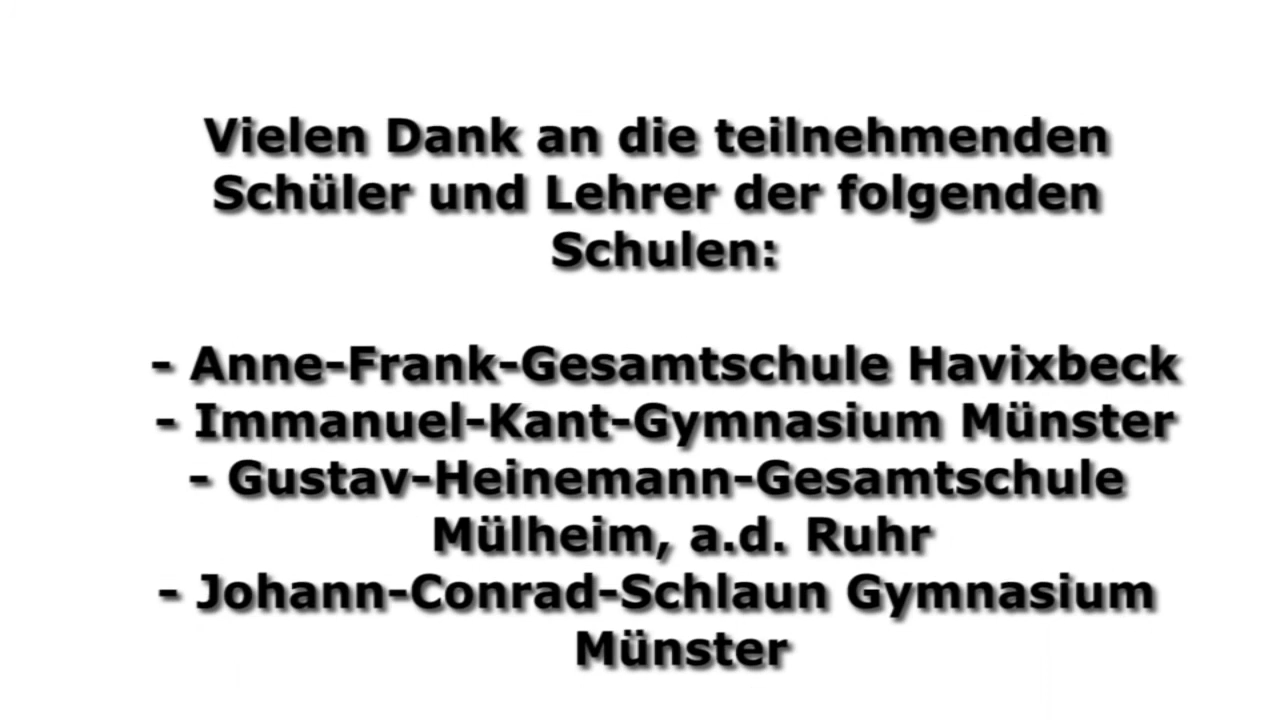 Vielen Dank an die teilnehmenden
Schüler und Lehrer der folgenden
Schulen:
- Anne-Frank-Gesamtschule Havixbeck
- Immanuel-Kant-Gymnasium Münster
- Gustav-Heinemann-Gesamtschule
Mülheim, a.d. Ruhr
- Johann-Conrad-Schlaun Gymnasium
Münster